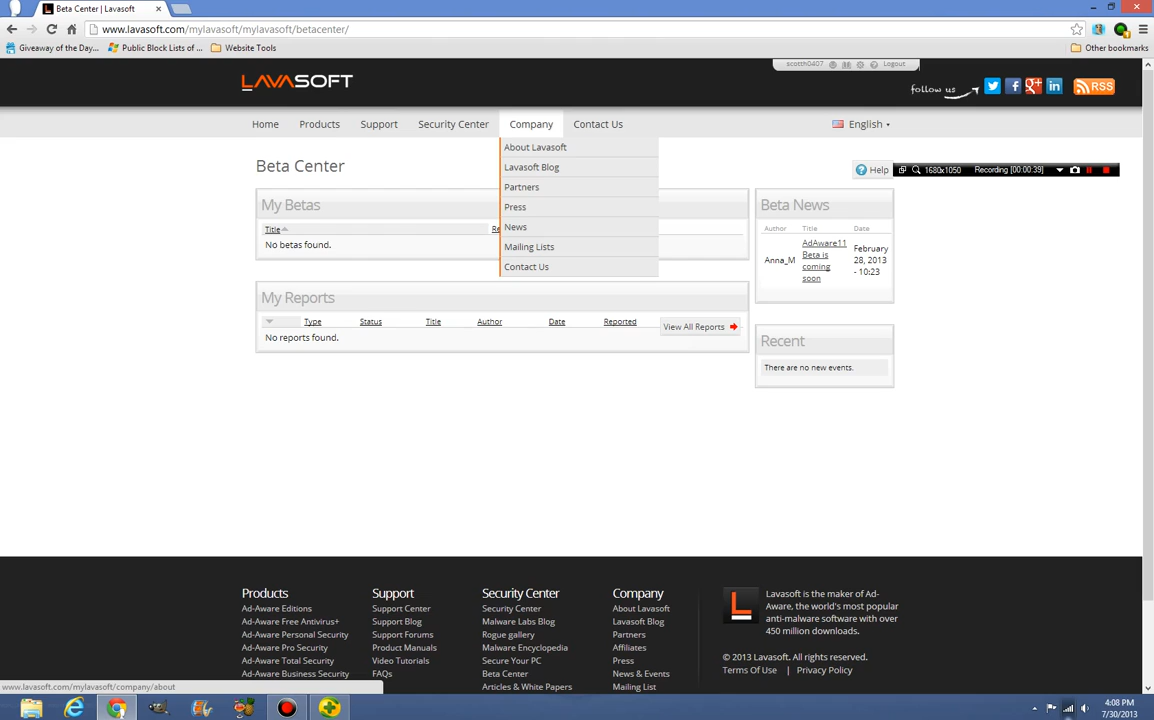 Beta Center | Lavasoft
www.lavasoft.com/mylavasoft/mylavasoft/betacenter/
Giveaway of the Day... Public Block Lists of ... Website Tools Other bookmarks
scotth0407 Logout
LAVASOFT
follow us
RSS
Home Products Support Security Center Company Contact Us English
About Lavasoft
Lavasoft Blog
Partners
Press
News
Mailing Lists
Contact Us
Beta Center
Help
1680x1050 Recording [00:00:39]
My Betas
Title Re
No betas found.
My Reports
Type Status Title Author Date Reported View All Reports
No reports found.
Beta News
Author Title Date
Anna_M
AdAware11
Beta is
coming
soon
February
28, 2013
- 10:23
Recent
There are no new events.
Products
Ad-Aware Editions
Ad-Aware Free Antivirus+
Ad-Aware Personal Security
Ad-Aware Pro Security
Ad-Aware Total Security
Ad-Aware Business Security
Support
Support Center
Support Blog
Support Forums
Product Manuals
Video Tutorials
FAQs
Security Center
Security Center
Malware Labs Blog
Rogue gallery
Malware Encyclopedia
Secure Your PC
Beta Center
Articles & White Papers
Company
About Lavasoft
Lavasoft Blog
Partners
Affiliates
Press
News & Events
Mailing List
Lavasoft is the maker of Ad-
Aware, the world's most popular
anti-malware software with over
450 million downloads.
© 2013 Lavasoft. All rights reserved.
Terms Of Use | Privacy Policy
www.lavasoft.com/mylavasoft/company/about
4:08 PM
7/30/2013